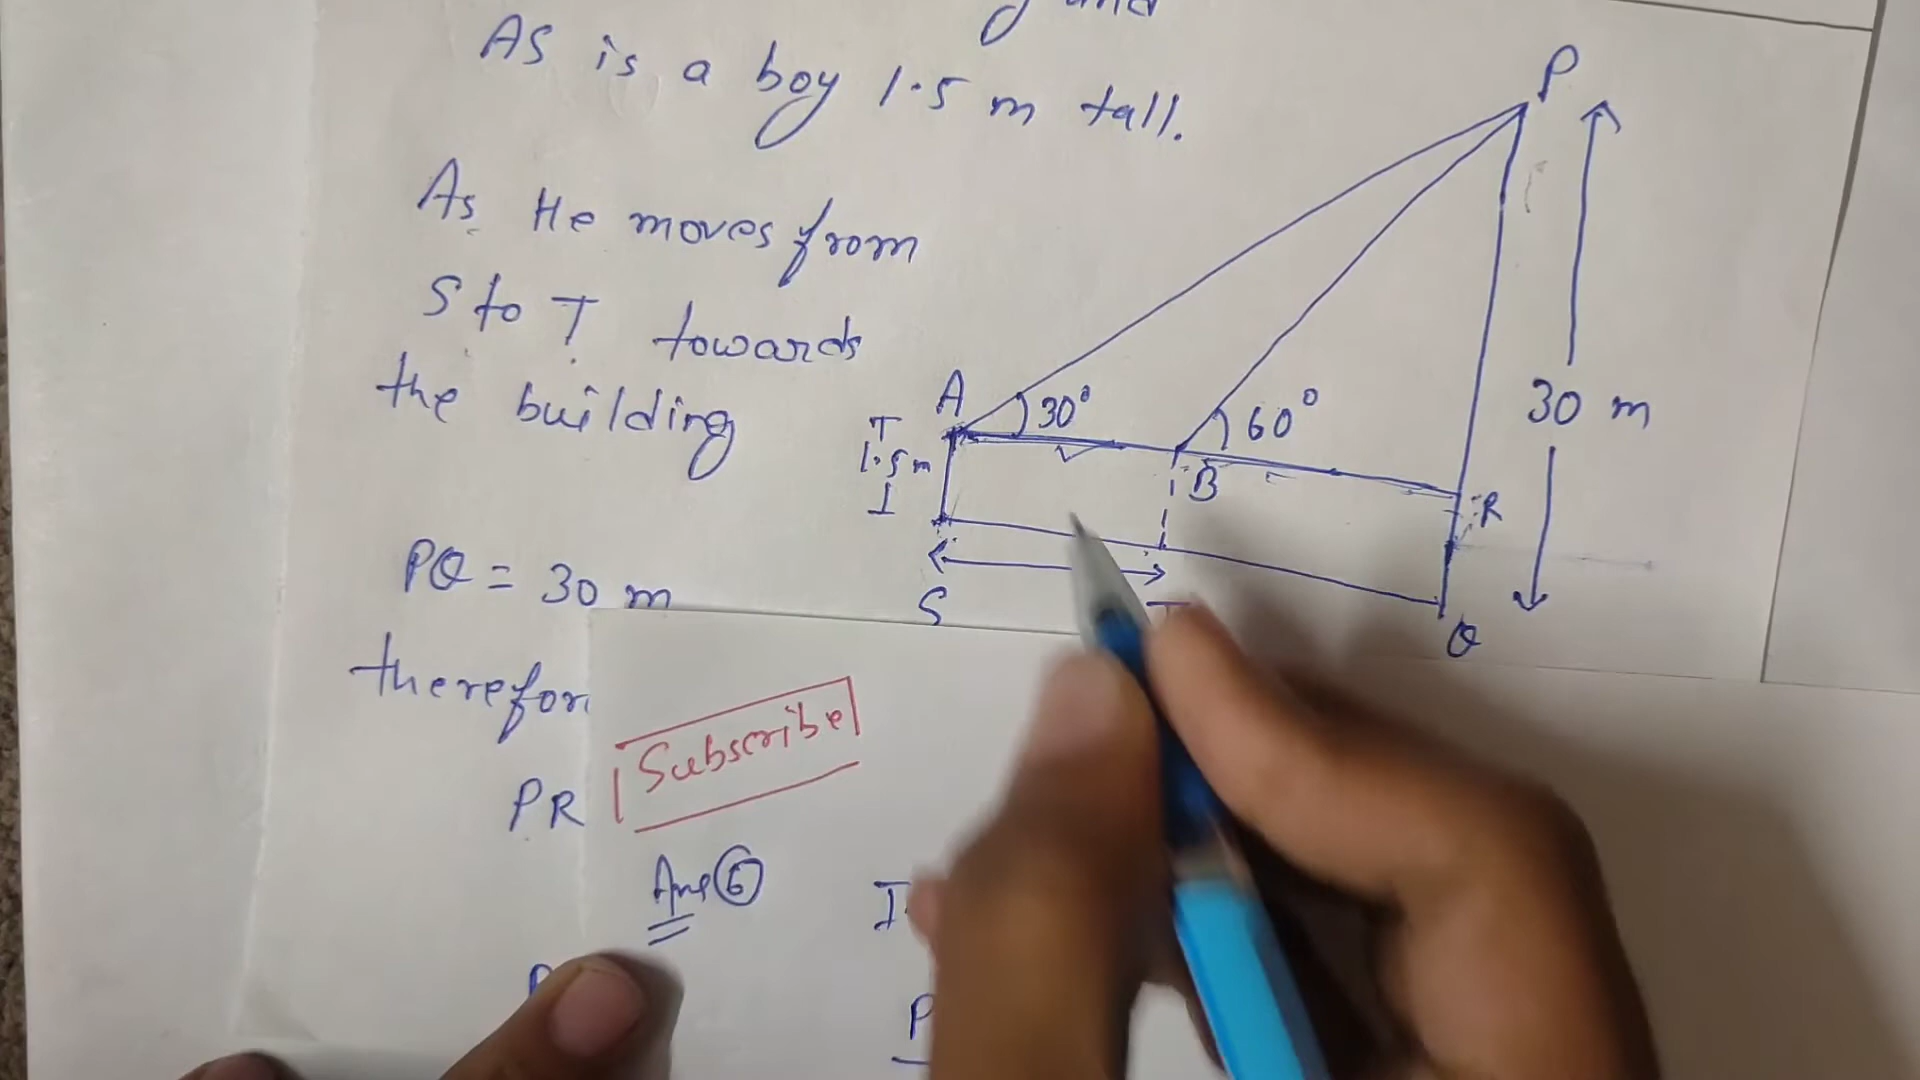 AS is a boy 1.5 m tall.
As He moves from
S to T towards
the building
PQ = 30 m
P
30 m
A
30°
60°
1.5 m
B
R
S
T
Q
PR
Subscribe
Ans 6